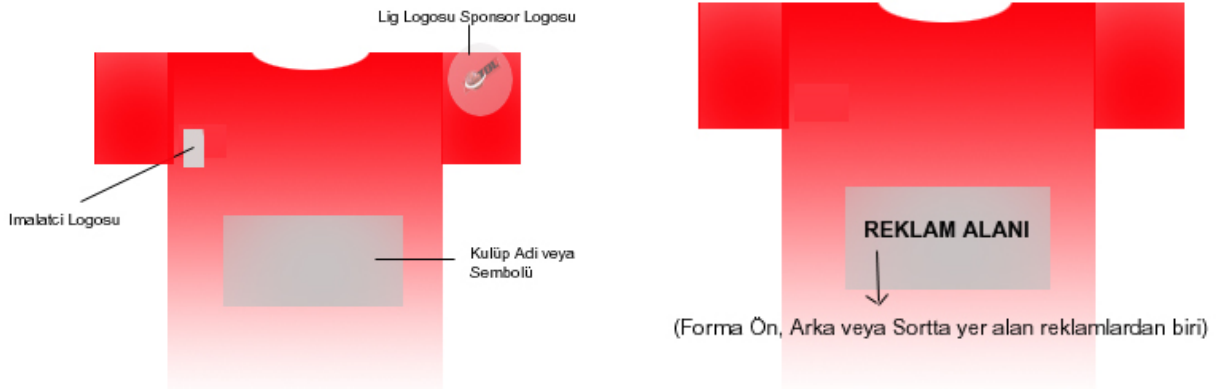 Lig Logosu Sponsor Logosu
Imalatci Logosu
Kulüp Adi veya
Sembolü
REKLAM ALANI
(Forma Ön, Arka veya Sortta yer alan reklamlardan biri)